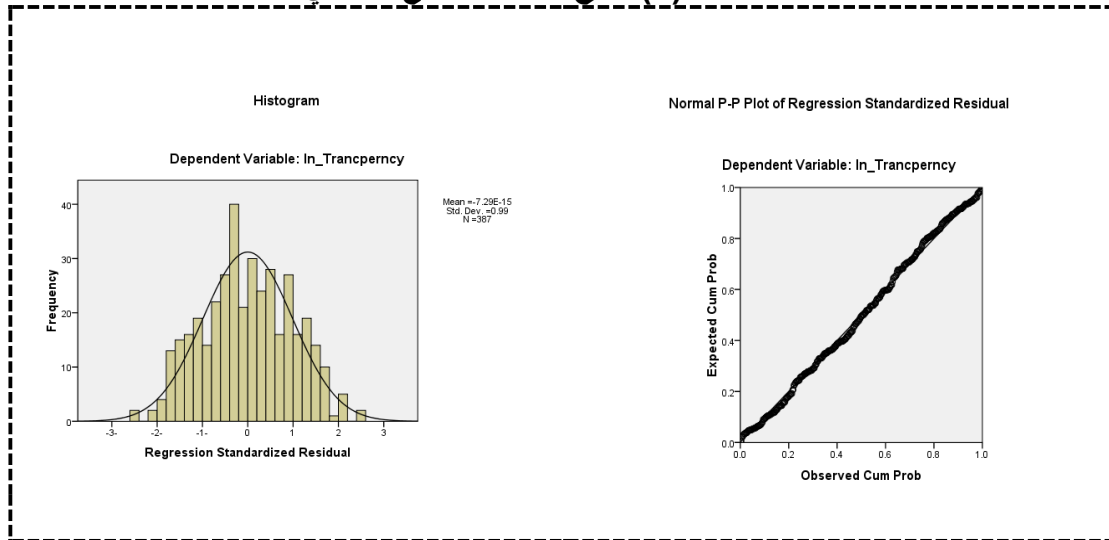 Histogram
Dependent Variable: ln_Trancperncy
40
30
20
10
0
Frequency
-3-
-2-
-1-
0
1
2
3
Regression Standardized Residual
Mean =-7.29E-15
Std. Dev. =0.99
N =387
Normal P-P Plot of Regression Standardized Residual
Dependent Variable: ln_Trancperncy
1.0
0.8
0.6
0.4
0.2
0.0
Expected Cum Prob
0.0
0.2
0.4
0.6
0.8
1.0
Observed Cum Prob